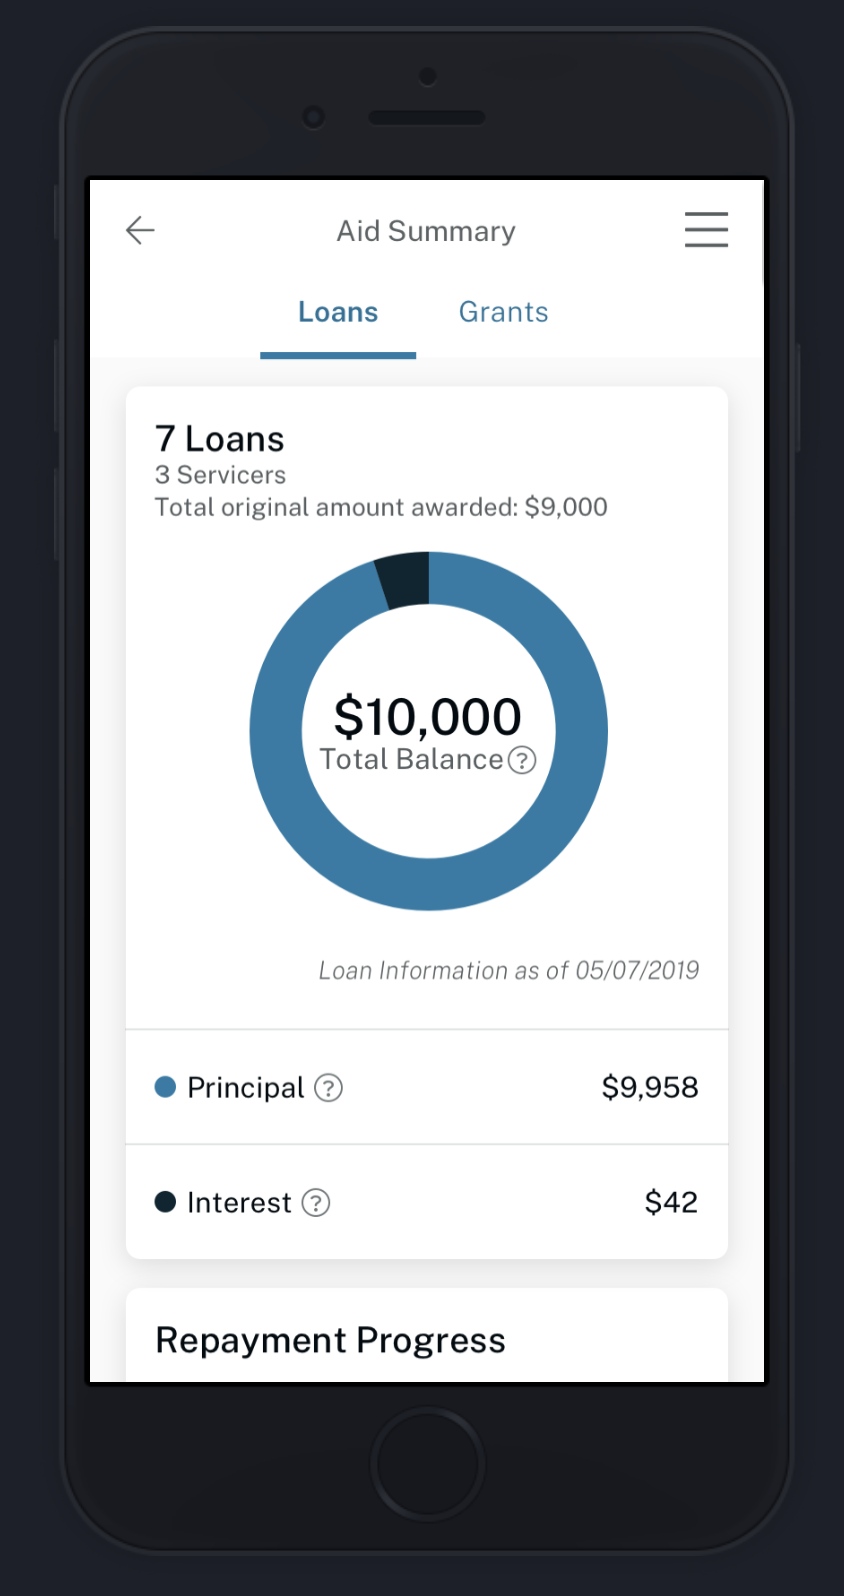 Aid Summary
Loans Grants
7 Loans
3 Servicers
Total original amount awarded: $9,000
$10,000
Total Balance ?
Loan Information as of 05/07/2019
Principal ? $9,958
Interest ? $42
Repayment Progress